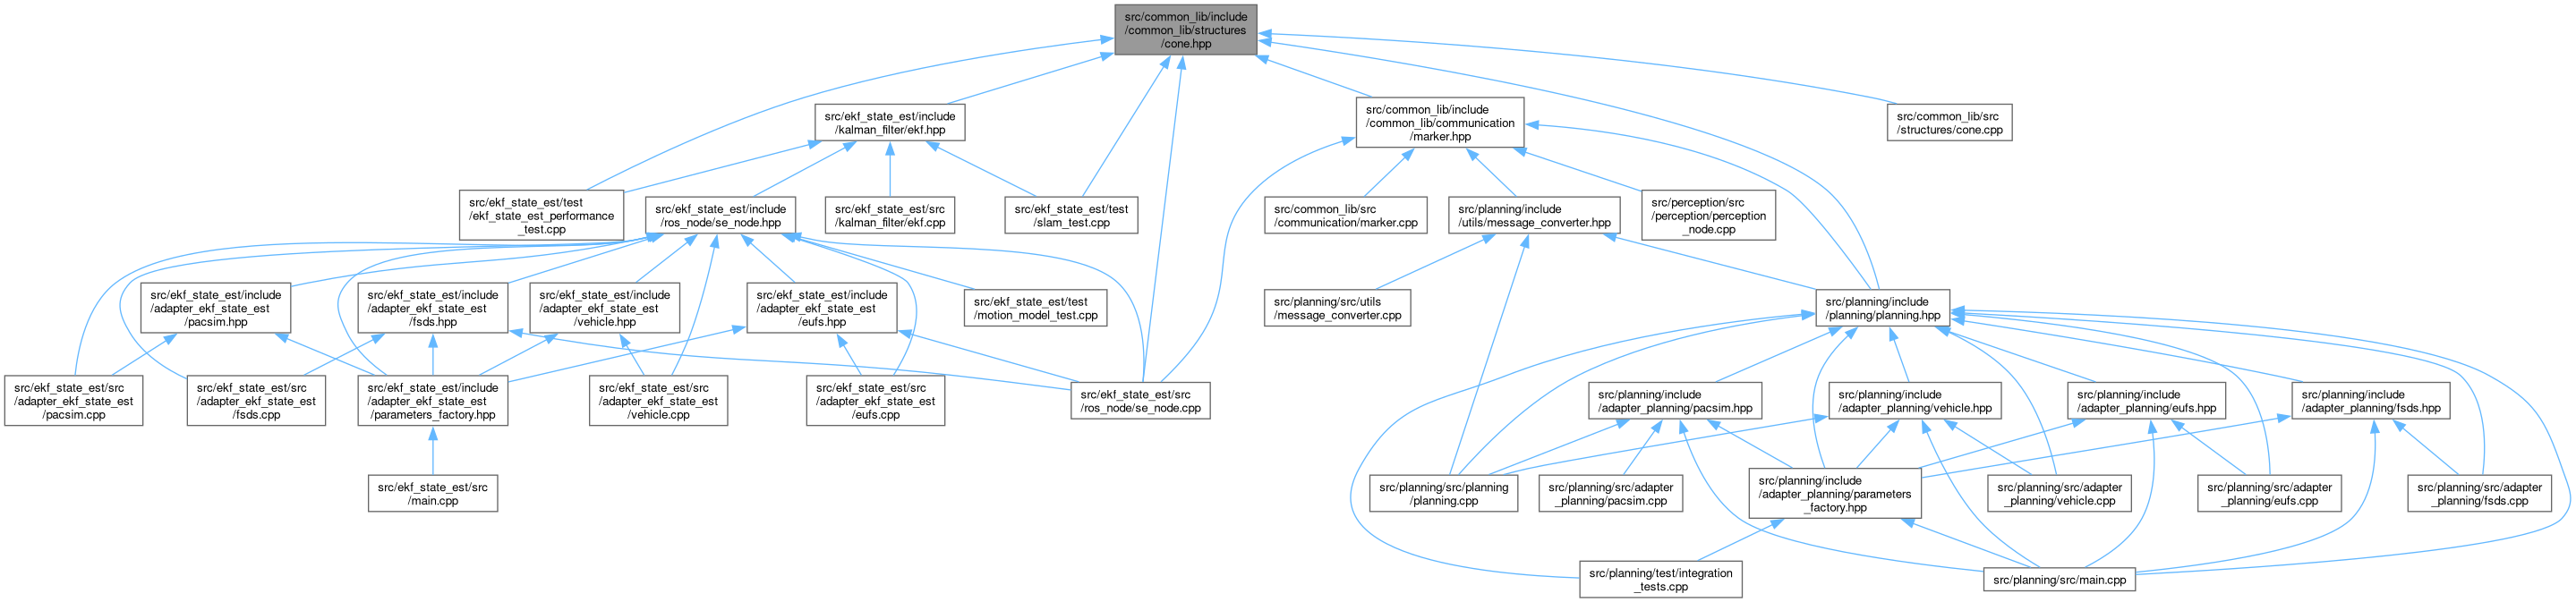 src/common_lib/include
/common_lib/structures
/cone.hpp
src/ekf_state_est/include
/kalman_filter/ekf.hpp
src/common_lib/include
/common_lib/communication
/marker.hpp
src/common_lib/src
/structures/cone.cpp
src/ekf_state_est/test
/ekf_state_est_performance
_test.cpp
src/ekf_state_est/include
/ros_node/se_node.hpp
src/ekf_state_est/src
/kalman_filter/ekf.cpp
src/ekf_state_est/test
/slam_test.cpp
src/common_lib/src
/communication/marker.cpp
src/planning/include
/utils/message_converter.hpp
src/perception/src
/perception/perception
_node.cpp
src/ekf_state_est/include
/adapter_ekf_state_est
/pacsim.hpp
src/ekf_state_est/include
/adapter_ekf_state_est
/fsds.hpp
src/ekf_state_est/include
/adapter_ekf_state_est
/vehicle.hpp
src/ekf_state_est/include
/adapter_ekf_state_est
/eufs.hpp
src/ekf_state_est/test
/motion_model_test.cpp
src/planning/src/utils
/message_converter.cpp
src/planning/include
/planning/planning.hpp
src/ekf_state_est/src
/adapter_ekf_state_est
/pacsim.cpp
src/ekf_state_est/src
/adapter_ekf_state_est
/fsds.cpp
src/ekf_state_est/include
/adapter_ekf_state_est
/parameters_factory.hpp
src/ekf_state_est/src
/adapter_ekf_state_est
/vehicle.cpp
src/ekf_state_est/src
/adapter_ekf_state_est
/eufs.cpp
src/ekf_state_est/src
/ros_node/se_node.cpp
src/planning/include
/adapter_planning/pacsim.hpp
src/planning/include
/adapter_planning/vehicle.hpp
src/planning/include
/adapter_planning/eufs.hpp
src/planning/include
/adapter_planning/fsds.hpp
src/ekf_state_est/src
/main.cpp
src/planning/src/planning
/planning.cpp
src/planning/src/adapter
_planning/pacsim.cpp
src/planning/include
/adapter_planning/parameters
_factory.hpp
src/planning/src/adapter
_planning/vehicle.cpp
src/planning/src/adapter
_planning/eufs.cpp
src/planning/src/adapter
_planning/fsds.cpp
src/planning/test/integration
_tests.cpp
src/planning/src/main.cpp